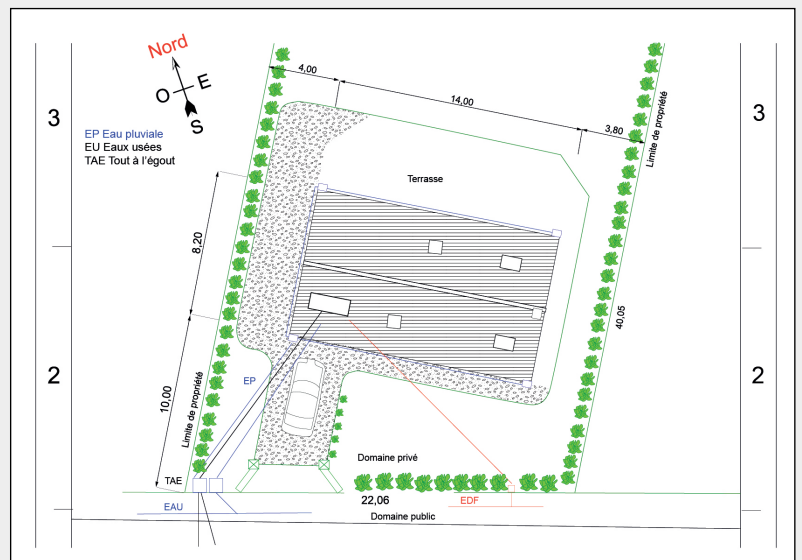 Nord
O
E
S
EP Eau pluviale
EU Eaux usées
TAE Tout à l'égout
3
3
4,00
14,00
3,80
Limite de propriété
Terrasse
8,20
40,05
2
2
10,00
Limite de propriété
EP
Domaine privé
TAE
22,06
EAU
EDF
Domaine public